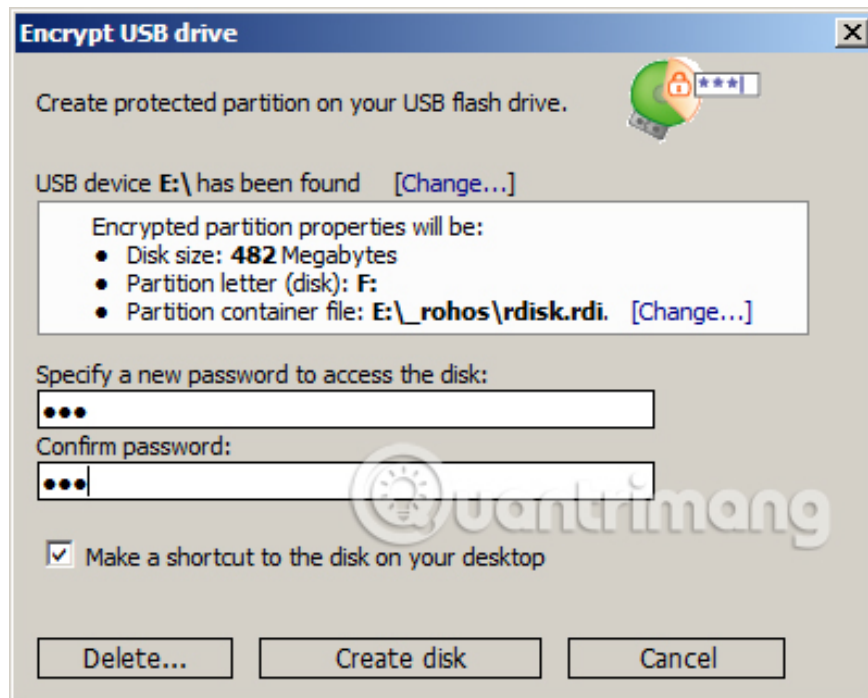 Encrypt USB drive
Create protected partition on your USB flash drive.
***
USB device E:\ has been found [Change...]
Encrypted partition properties will be:
● Disk size: 482 Megabytes
● Partition letter (disk): F:
● Partition container file: E:\_rohos\rdisk.rdi. [Change...]
Specify a new password to access the disk:
●●●
Confirm password:
●●●
Quantrimang
Make a shortcut to the disk on your desktop
Delete... Create disk Cancel